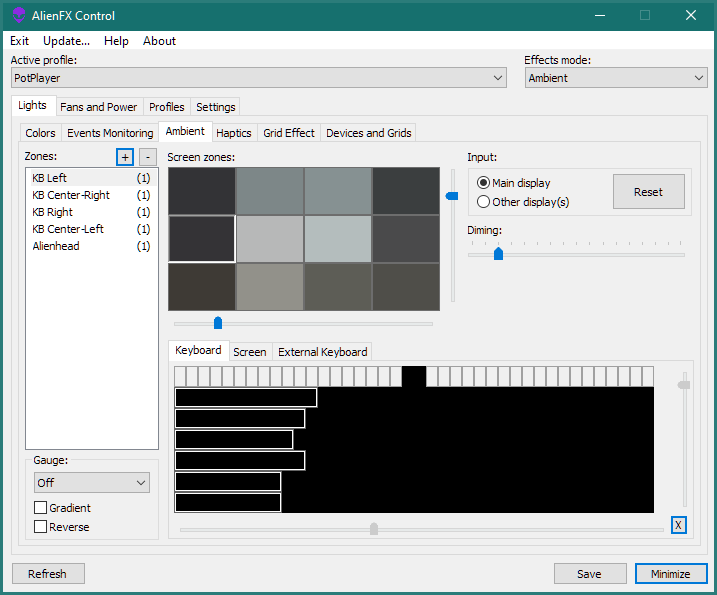 AlienFX Control
Exit Update... Help About
Active profile: Effects mode:
PotPlayer Ambient
Lights Fans and Power Profiles Settings
Colors Events Monitoring Ambient Haptics Grid Effect Devices and Grids
Zones: + - Screen zones: Input:
KB Left (1)
KB Center-Right (1)
KB Right (1)
KB Center-Left (1)
Alienhead (1)
Main display
Other display(s)
Reset
Diming:
Keyboard Screen External Keyboard
Gauge:
Off
Gradient
Reverse
X
Refresh Save Minimize